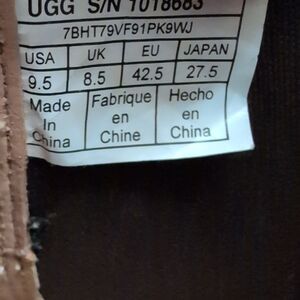 UGG S/N 1018683
7BHT79VF91PK9WJ
USA UK EU JAPAN
9.5 8.5 42.5 27.5
Made Fabrique Hecho
In en en
China Chine China